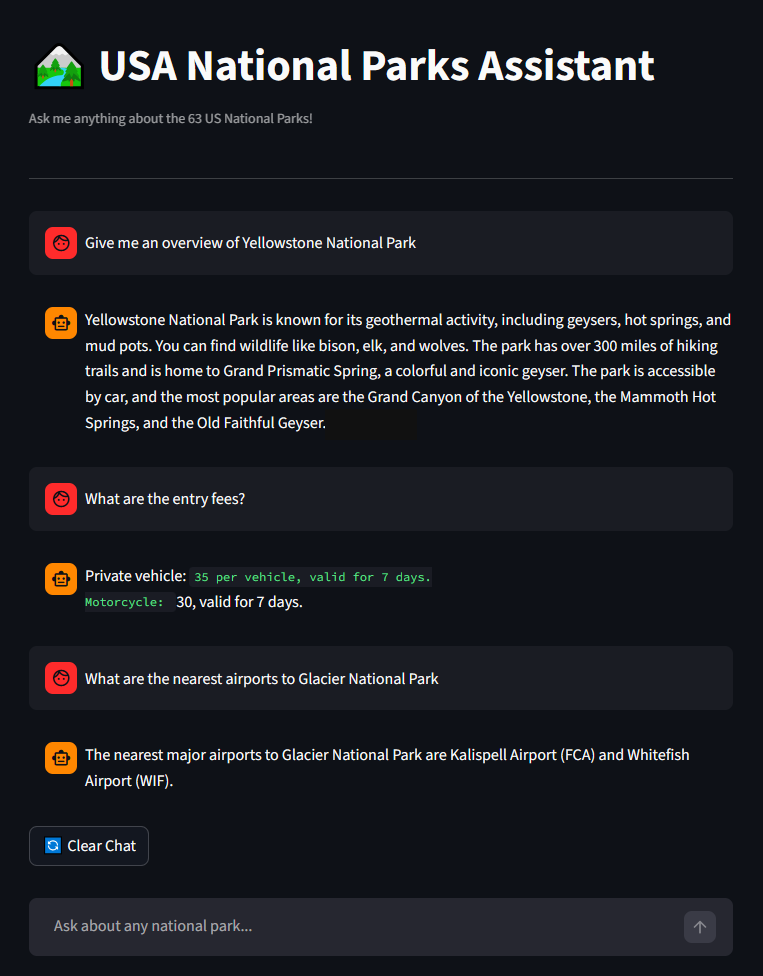 USA National Parks Assistant
Ask me anything about the 63 US National Parks!
Give me an overview of Yellowstone National Park
Yellowstone National Park is known for its geothermal activity, including geysers, hot springs, and
mud pots. You can find wildlife like bison, elk, and wolves. The park has over 300 miles of hiking
trails and is home to Grand Prismatic Spring, a colorful and iconic geyser. The park is accessible
by car, and the most popular areas are the Grand Canyon of the Yellowstone, the Mammoth Hot
Springs, and the Old Faithful Geyser.
What are the entry fees?
Private vehicle: 35 per vehicle, valid for 7 days.
Motorcycle: 30, valid for 7 days.
What are the nearest airports to Glacier National Park
The nearest major airports to Glacier National Park are Kalispell Airport (FCA) and Whitefish
Airport (WIF).
Clear Chat
Ask about any national park...